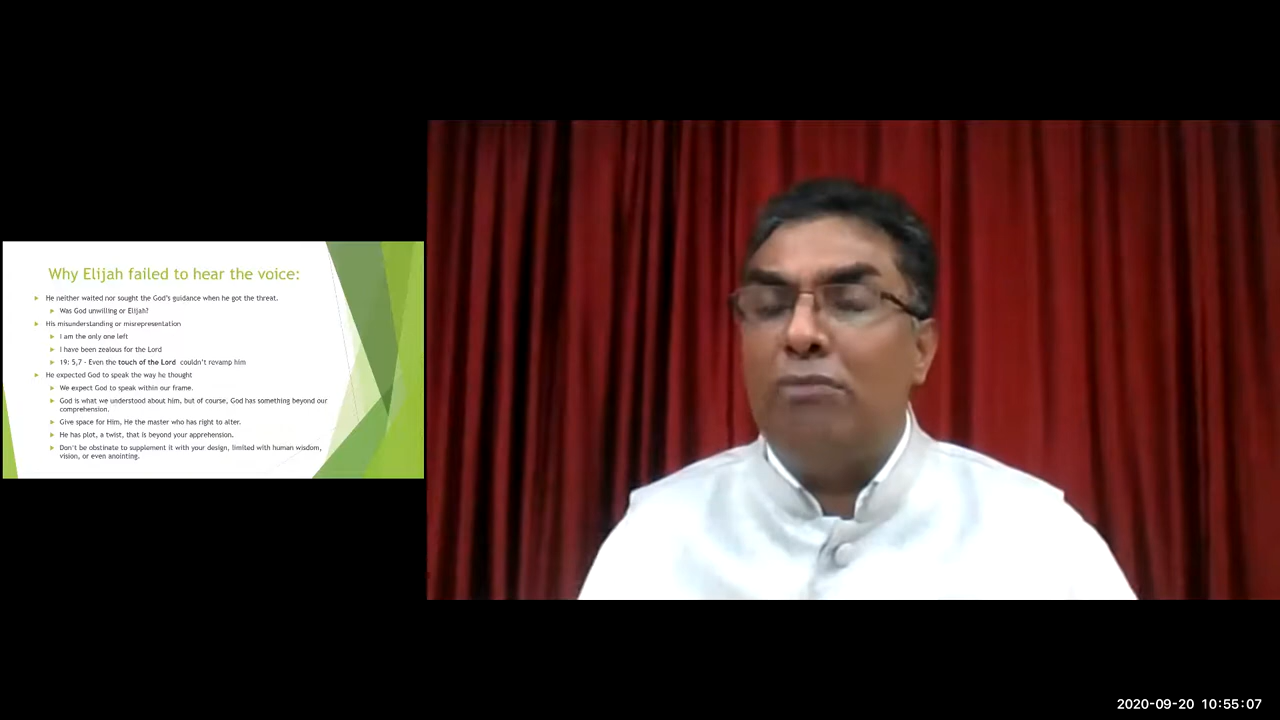 Why Elijah failed to hear the voice:
He neither waited nor sought the God's guidance when he got the threat.
Was God unwilling or Elijah?
His misunderstanding or misrepresentation
I am the only one left
I have been zealous for the Lord
19: 5,7 - Even the touch of the Lord couldn't revamp him
He expected God to speak the way he thought
We expect God to speak within our frame.
God is what we understood about him, but of course, God has something beyond our
comprehension.
Give space for Him, He the master who has right to alter.
He has plot, a twist, that is beyond your apprehension.
Don't be obstinate to supplement it with your design, limited with human wisdom,
vision, or even anointing.
2020-09-20 10:55:07